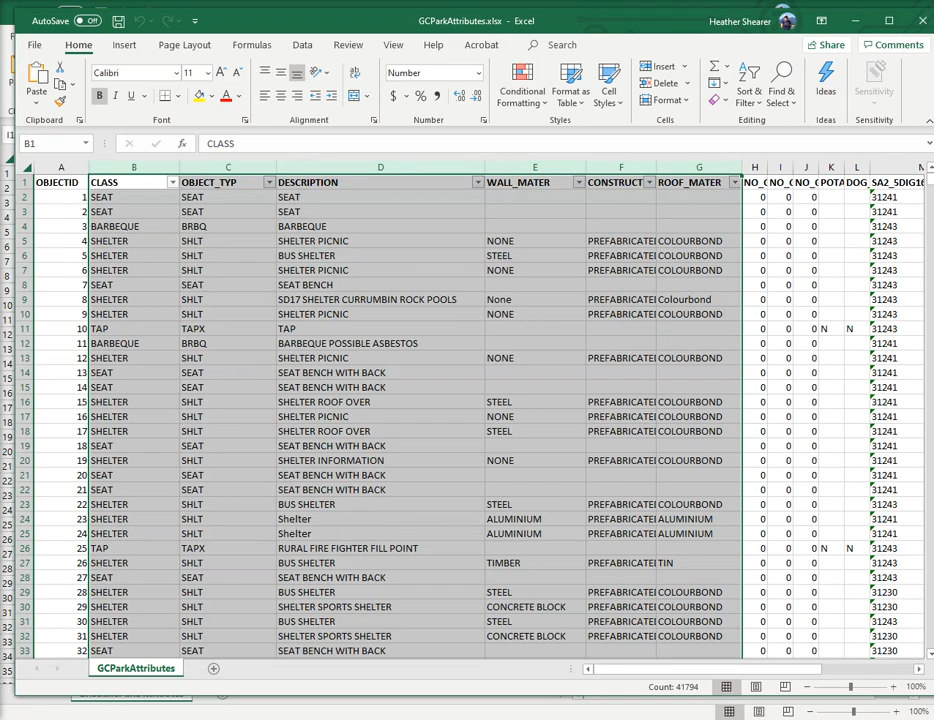 AutoSave Off GCParkAttributes.xlsx - Excel Heather Shearer
File Home Insert Page Layout Formulas Data Review View Help Acrobat Search Share Comments
Paste Calibri 11 Number Conditional Formatting Format as Table Cell Styles Insert Delete Format Sort & Filter Find & Select Ideas Sensitivity
Clipboard Font Alignment Number Styles Cells Editing Ideas Sensitivity
B1 CLASS
A B C D E F G H I J K L M
1 OBJECTID CLASS OBJECT_TYP DESCRIPTION WALL_MATER CONSTRUCT ROOF_MATER NO_ NO_ NO_ POTA DOG_ SA2_5DIG16
2 1 SEAT SEAT SEAT 0 0 0 31241
3 2 SEAT SEAT SEAT 0 0 0 31241
4 3 BARBEQUE BRBQ BARBEQUE 0 0 0 31243
5 4 SHELTER SHLT SHELTER PICNIC NONE PREFABRICATE COLOURBOND 0 0 0 31243
6 5 SHELTER SHLT BUS SHELTER STEEL PREFABRICATE COLOURBOND 0 0 0 31243
7 6 SHELTER SHLT SHELTER PICNIC NONE PREFABRICATE COLOURBOND 0 0 0 31243
8 7 SEAT SEAT SEAT BENCH 0 0 0 31241
9 8 SHELTER SHLT SD17 SHELTER CURRUMBIN ROCK POOLS None PREFABRICATE Colourbond 0 0 0 31243
10 9 SHELTER SHLT SHELTER PICNIC NONE PREFABRICATE COLOURBOND 0 0 0 31243
11 10 TAP TAPX TAP 0 0 0 N N 31243
12 11 BARBEQUE BRBQ BARBEQUE POSSIBLE ASBESTOS 0 0 0 31241
13 12 SHELTER SHLT SHELTER PICNIC NONE PREFABRICATE COLOURBOND 0 0 0 31243
14 13 SEAT SEAT SEAT BENCH WITH BACK 0 0 0 31241
15 14 SEAT SEAT SEAT BENCH WITH BACK 0 0 0 31241
16 15 SHELTER SHLT SHELTER ROOF OVER STEEL PREFABRICATE COLOURBOND 0 0 0 31241
17 16 SHELTER SHLT SHELTER PICNIC NONE PREFABRICATE COLOURBOND 0 0 0 31241
18 17 SHELTER SHLT SHELTER ROOF OVER STEEL PREFABRICATE COLOURBOND 0 0 0 31241
19 18 SEAT SEAT SEAT BENCH WITH BACK 0 0 0 31241
20 19 SHELTER SHLT SHELTER INFORMATION NONE PREFABRICATE COLOURBOND 0 0 0 31241
21 20 SEAT SEAT SEAT BENCH WITH BACK 0 0 0 31241
22 21 SEAT SEAT SEAT BENCH WITH BACK 0 0 0 31241
23 22 SHELTER SHLT BUS SHELTER STEEL PREFABRICATE COLOURBOND 0 0 0 31243
24 23 SHELTER SHLT Shelter ALUMINIUM PREFABRICATE ALUMINIUM 0 0 0 31241
25 24 SHELTER SHLT Shelter ALUMINIUM PREFABRICATE ALUMINIUM 0 0 0 31241
26 25 TAP TAPX RURAL FIRE FIGHTER FILL POINT 0 0 0 N N 31243
27 26 SHELTER SHLT BUS SHELTER TIMBER PREFABRICATE TIN 0 0 0 31243
28 27 SEAT SEAT SEAT BENCH WITH BACK 0 0 0 31243
29 28 SHELTER SHLT BUS SHELTER STEEL PREFABRICATE COLOURBOND 0 0 0 31230
30 29 SHELTER SHLT SHELTER SPORTS SHELTER CONCRETE BLOCK PREFABRICATE COLOURBOND 0 0 0 31230
31 30 SHELTER SHLT BUS SHELTER STEEL PREFABRICATE COLOURBOND 0 0 0 31243
32 31 SHELTER SHLT SHELTER SPORTS SHELTER CONCRETE BLOCK PREFABRICATE COLOURBOND 0 0 0 31230
33 32 SEAT SEAT SEAT BENCH WITH BACK 0 0 0 31230
GCParkAttributes
Count: 41794 100%
100%